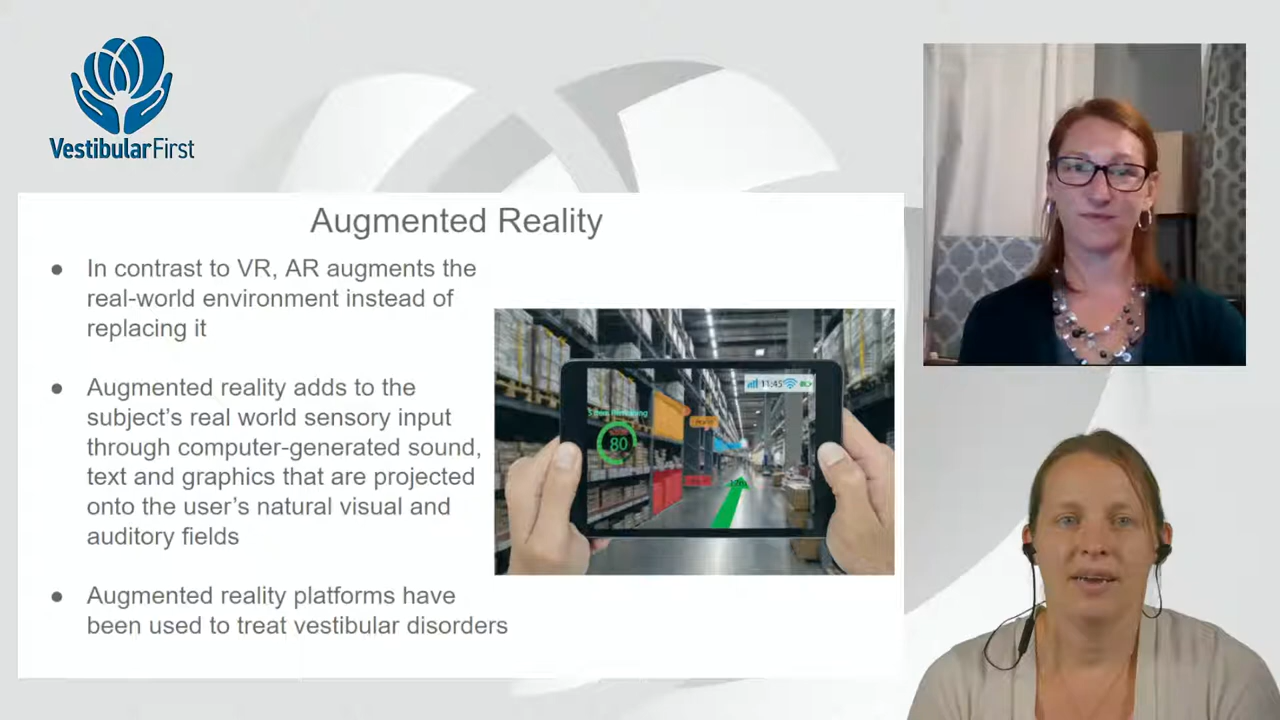 VestibularFirst
Augmented Reality
● In contrast to VR, AR augments the
real-world environment instead of
replacing it
● Augmented reality adds to the
subject's real world sensory input
through computer-generated sound,
text and graphics that are projected
onto the user's natural visual and
auditory fields
● Augmented reality platforms have
been used to treat vestibular disorders
11:45
80